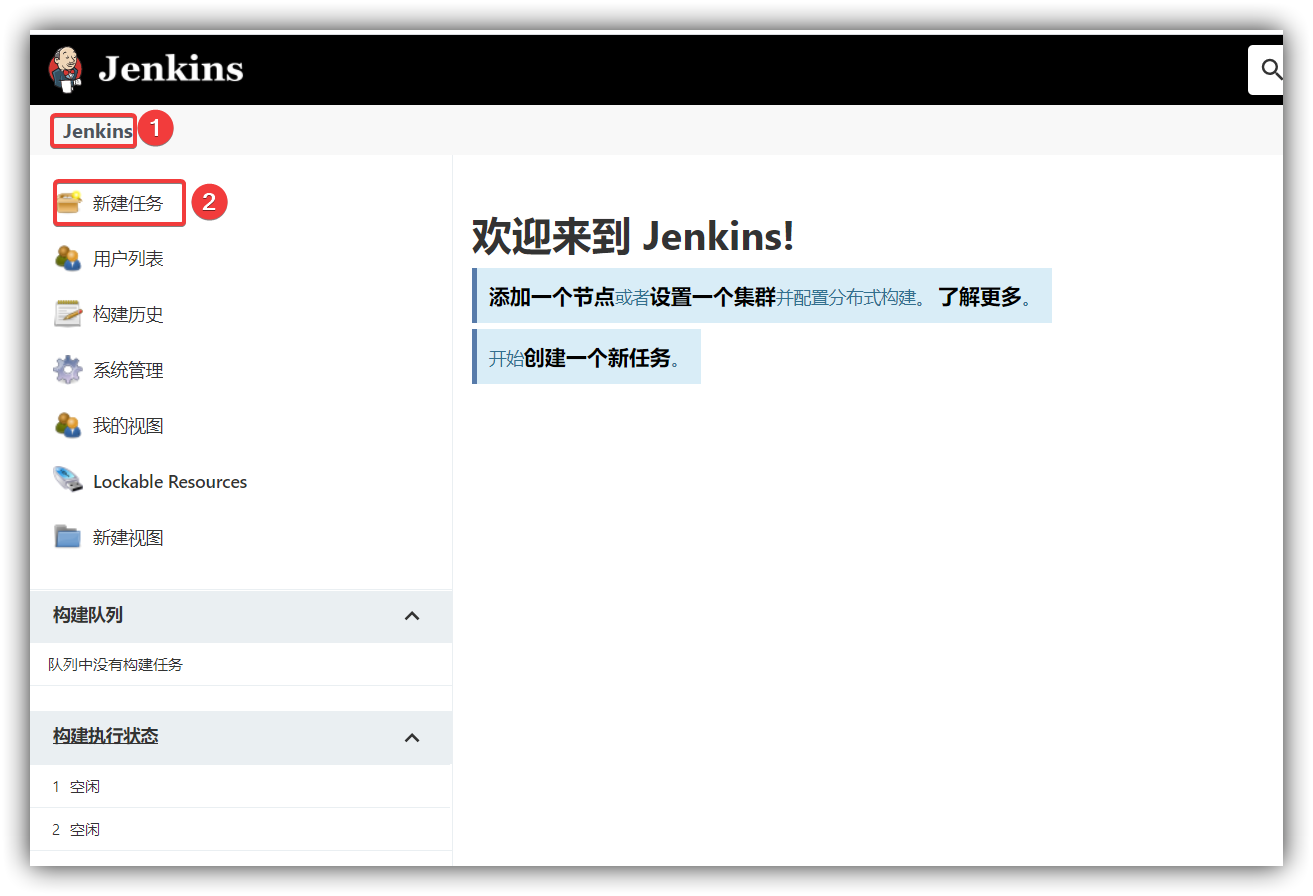 Jenkins
Jenkins 1
新建任务 2
用户列表
构建历史
系统管理
我的视图
Lockable Resources
新建视图
构建队列
队列中没有构建任务
构建执行状态
1 空闲
2 空闲
欢迎来到 Jenkins!
添加一个节点或者设置一个集群并配置分布式构建。 了解更多。
开始创建一个新任务。